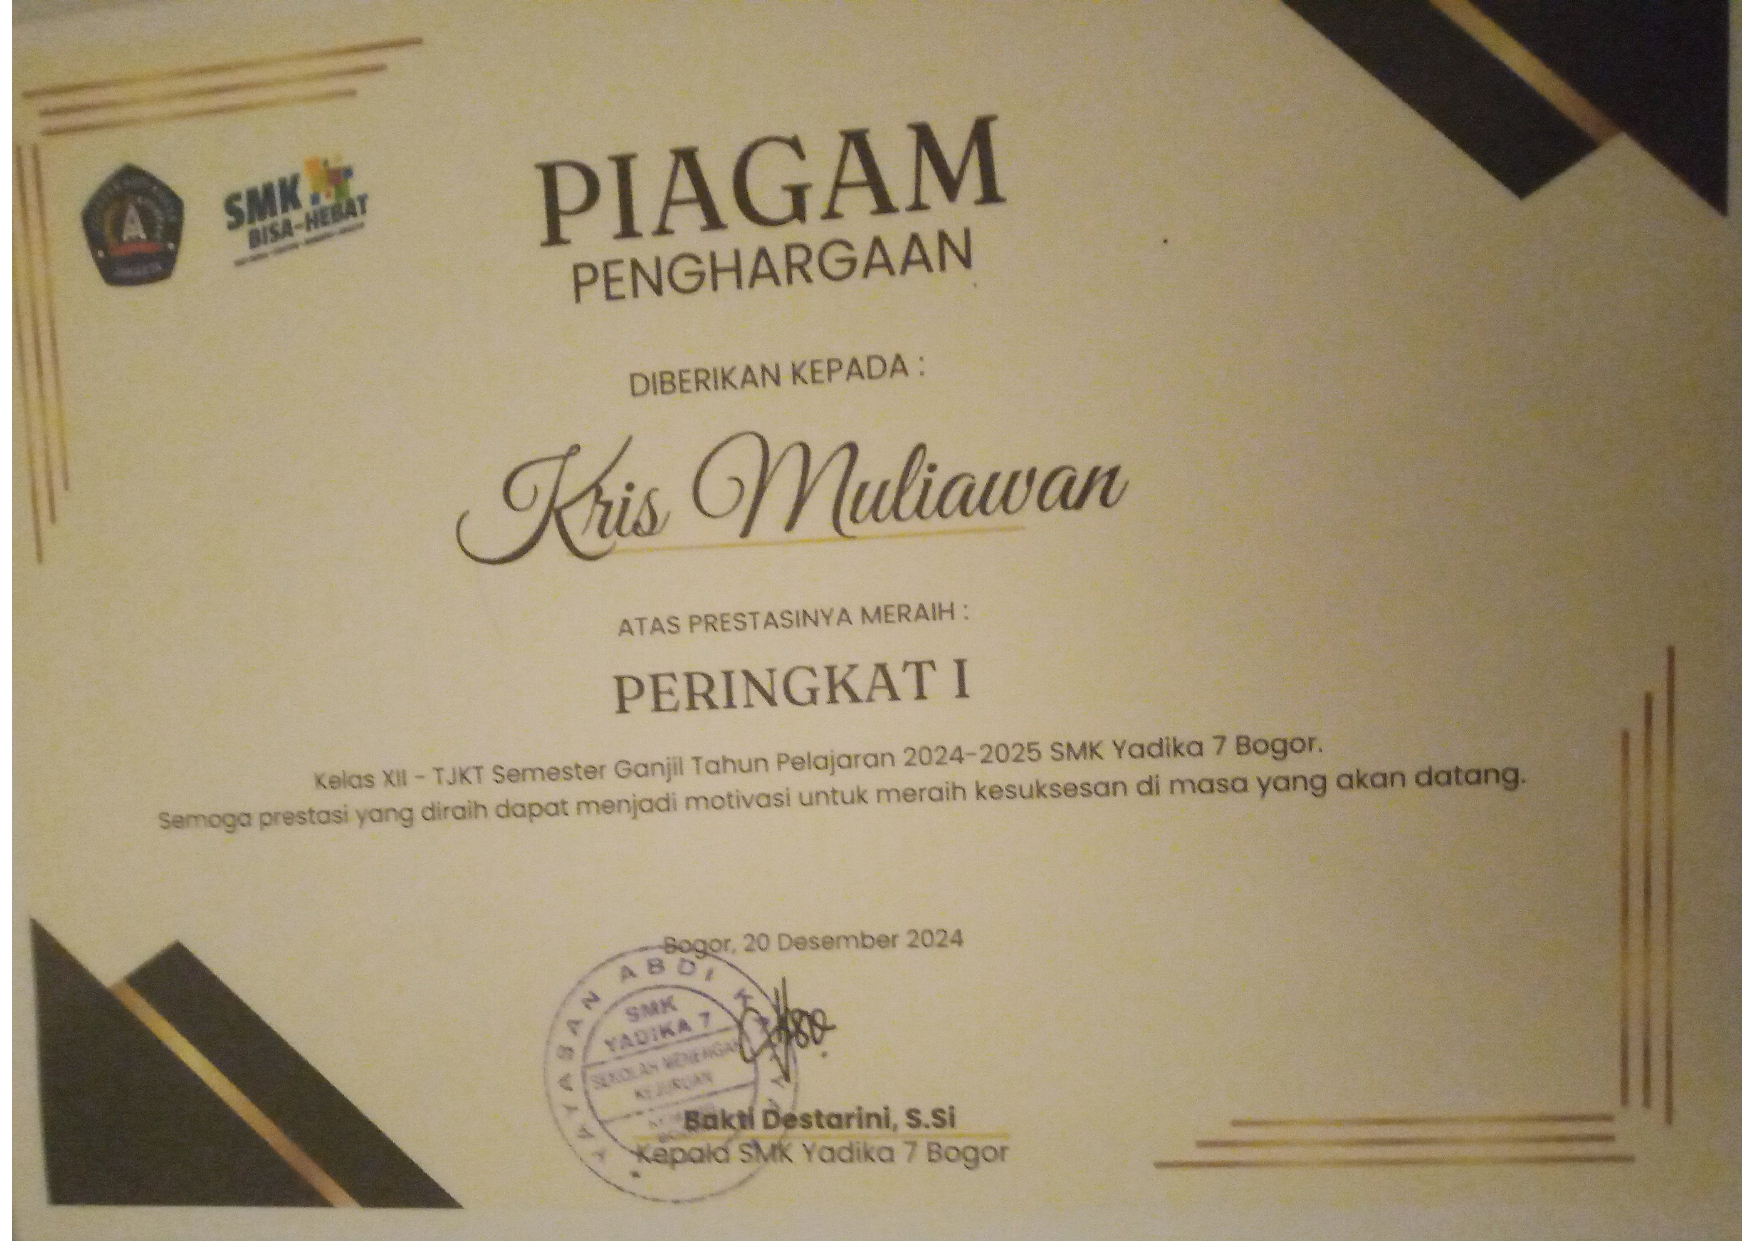 SMK
BISA-HEBAT
PIAGAM
PENGHARGAAN
DIBERIKAN KEPADA :
Kris Muliawan
ATAS PRESTASINYA MERAIH :
PERINGKAT I
Kelas XII - TJKT Semester Ganjil Tahun Pelajaran 2024-2025 SMK Yadika 7 Bogor.
Semoga prestasi yang diraih dapat menjadi motivasi untuk meraih kesuksesan di masa yang akan datang.
Bogor, 20 Desember 2024
YAYASAN ABDI
SMK
YADIKA 7
SEKOLAH MENENGAH
KEJURUAN
Bakti Destarini, S.Si
Kepala SMK Yadika 7 Bogor